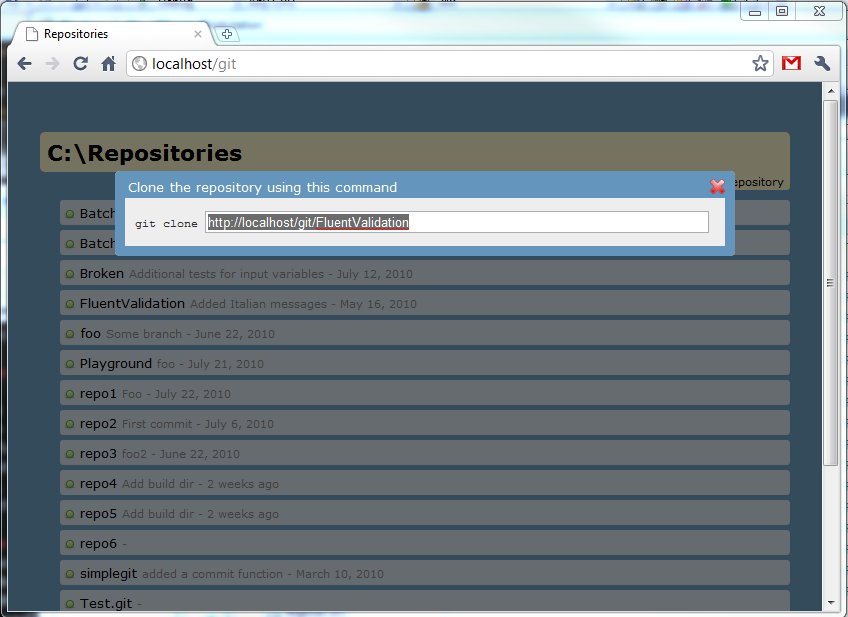 Repositories
localhost/git
C:\Repositories
Clone the repository using this command
git clone http://localhost/git/FluentValidation
Broken Additional tests for input variables - July 12, 2010
FluentValidation Added Italian messages - May 16, 2010
foo Some branch - June 22, 2010
Playground foo - July 21, 2010
repo1 Foo - July 22, 2010
repo2 First commit - July 6, 2010
repo3 foo2 - June 22, 2010
repo4 Add build dir - 2 weeks ago
repo5 Add build dir - 2 weeks ago
repo6 -
simplegit added a commit function - March 10, 2010
Test.git -